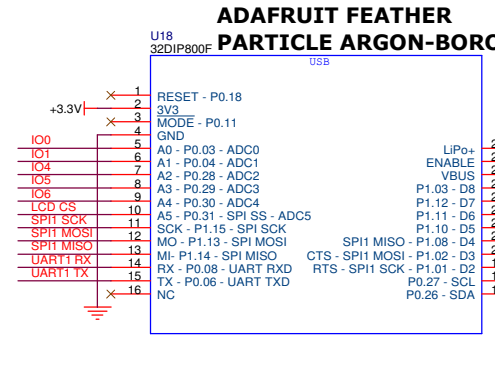 ADAFRUIT FEATHER
PARTICLE ARGON-BORO
U18
32DIP800F
USB
1 RESET - P0.18
+3.3V 2 3V3
3 MODE - P0.11
4 GND
IO0 5 A0 - P0.03 - ADC0
IO1 6 A1 - P0.04 - ADC1
IO4 7 A2 - P0.28 - ADC2
IO5 8 A3 - P0.29 - ADC3
IO6 9 A4 - P0.30 - ADC4
LCD CS 10 A5 - P0.31 - SPI SS - ADC5
SPI1 SCK 11 SCK - P1.15 - SPI SCK
SPI1 MOSI 12 MO - P1.13 - SPI MOSI
SPI1 MISO 13 MI- P1.14 - SPI MISO
UART1 RX 14 RX - P0.08 - UART RXD
UART1 TX 15 TX - P0.06 - UART TXD
16 NC
LiPo+
ENABLE
VBUS
P1.03 - D8
P1.12 - D7
P1.11 - D6
P1.10 - D5
SPI1 MISO - P1.08 - D4
CTS - SPI1 MOSI - P1.02 - D3
RTS - SPI1 SCK - P1.01 - D2
P0.27 - SCL
P0.26 - SDA